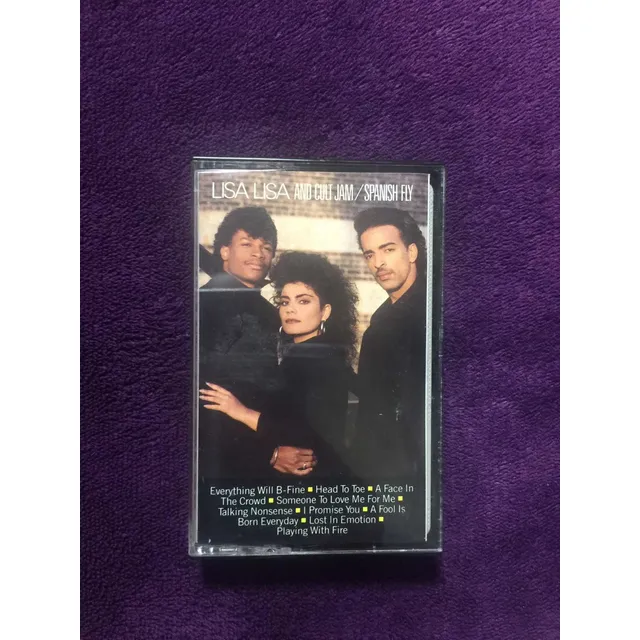 LISA LISA AND CULT JAM / SPANISH FLY
Everything Will B-Fine ▪ Head To Toe ▪ A Face In
The Crowd ▪ Someone To Love Me For Me ▪
Talking Nonsense ▪ I Promise You ▪ A Fool Is
Born Everyday ▪ Lost In Emotion ▪
Playing With Fire